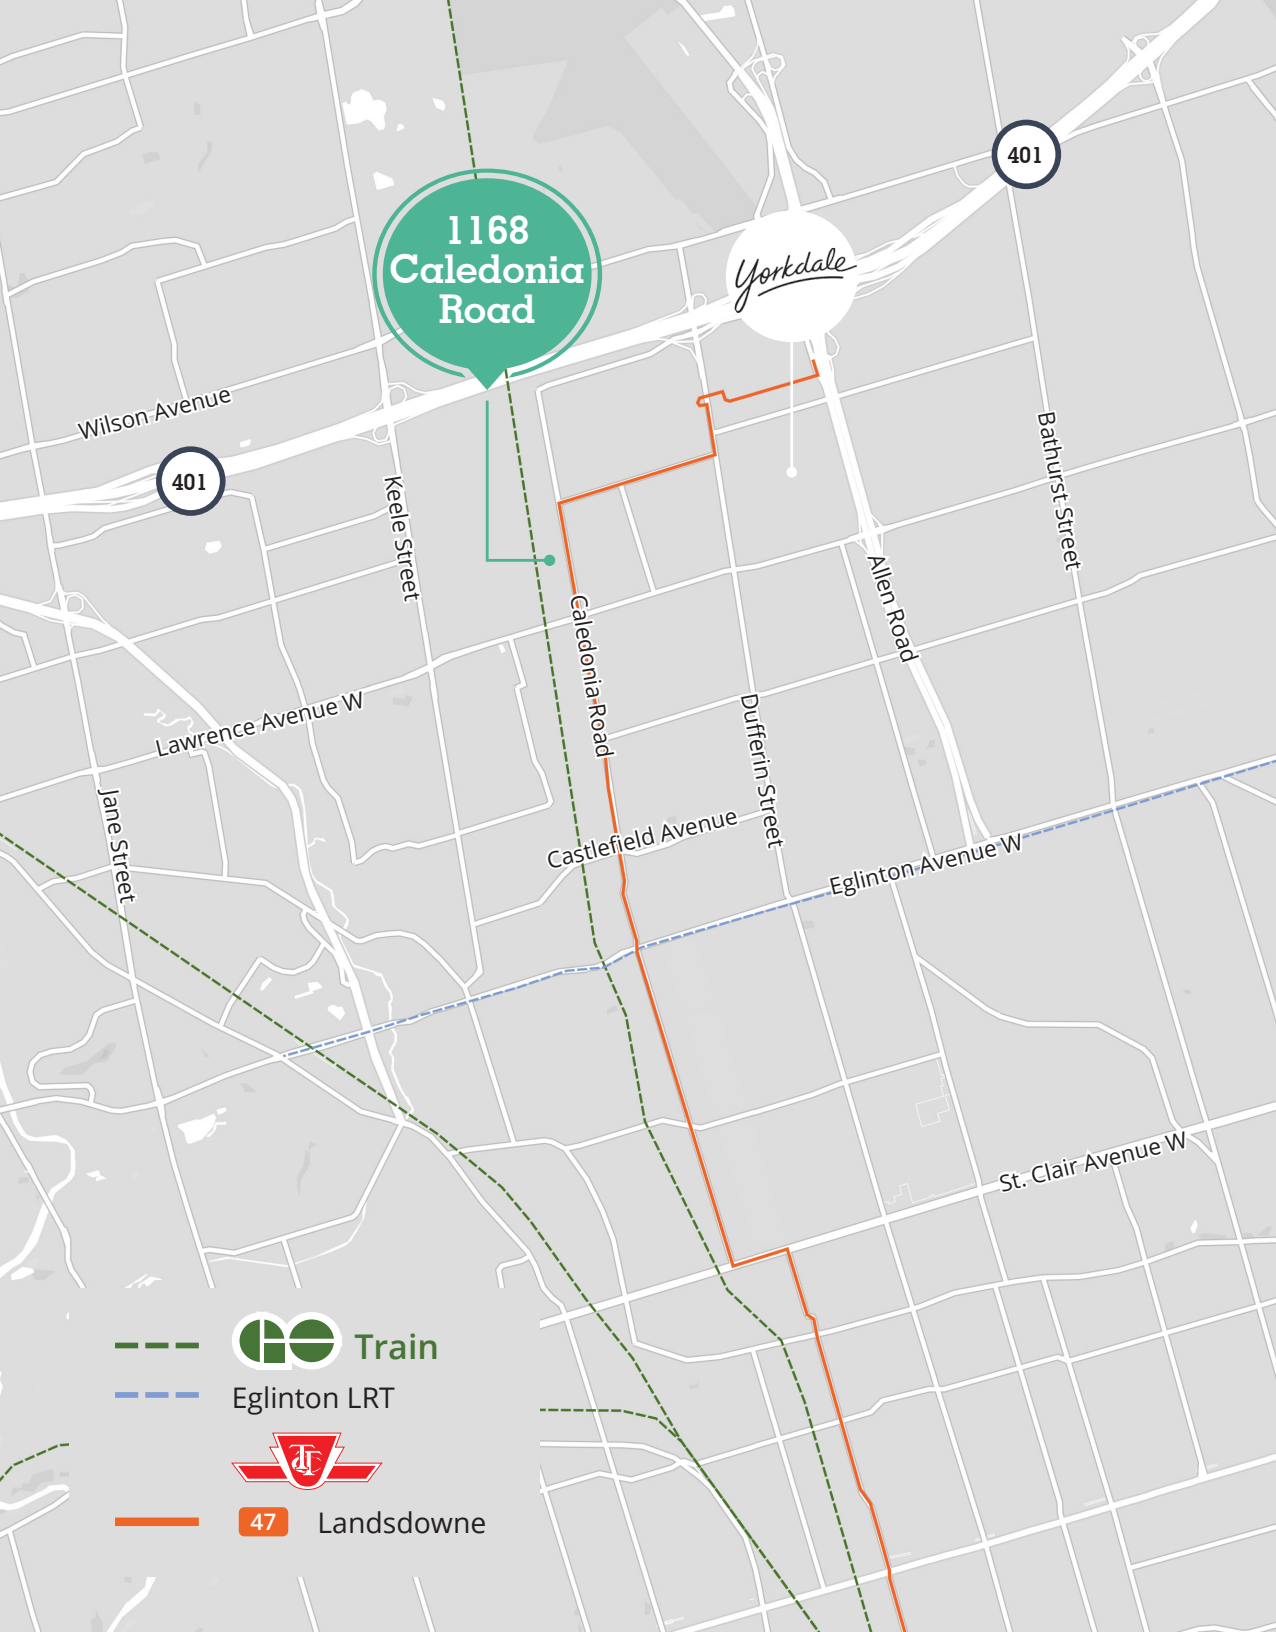 401
1168
Caledonia
Road
Yorkdale
Wilson Avenue
401
Keele Street
Bathurst Street
Allen Road
Caledonia Road
Lawrence Avenue W
Dufferin Street
Jane Street
Castlefield Avenue
Eglinton Avenue W
St. Clair Avenue W
GO Train
Eglinton LRT
TTC
47 Landsdowne